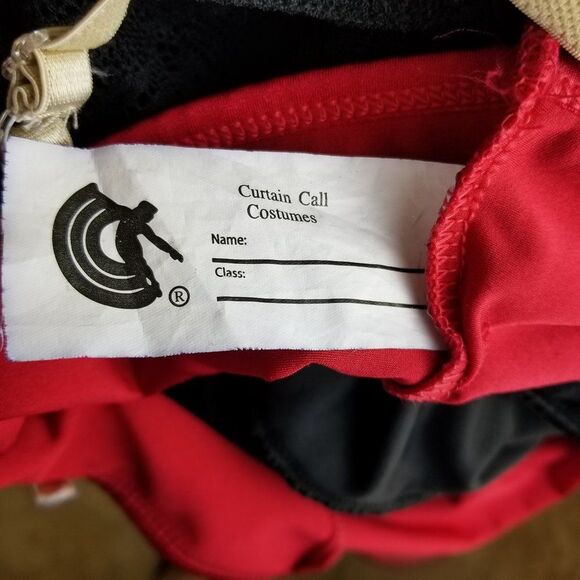 Curtain Call
Costumes
Name:
Class:
®